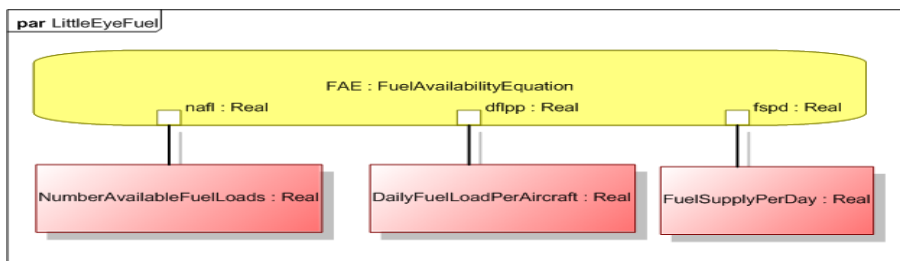 par LittleEyeFuel
FAE : FuelAvailabilityEquation
nafl : Real dflpp : Real fspd : Real
NumberAvailableFuelLoads : Real DailyFuelLoadPerAircraft : Real FuelSupplyPerDay : Real